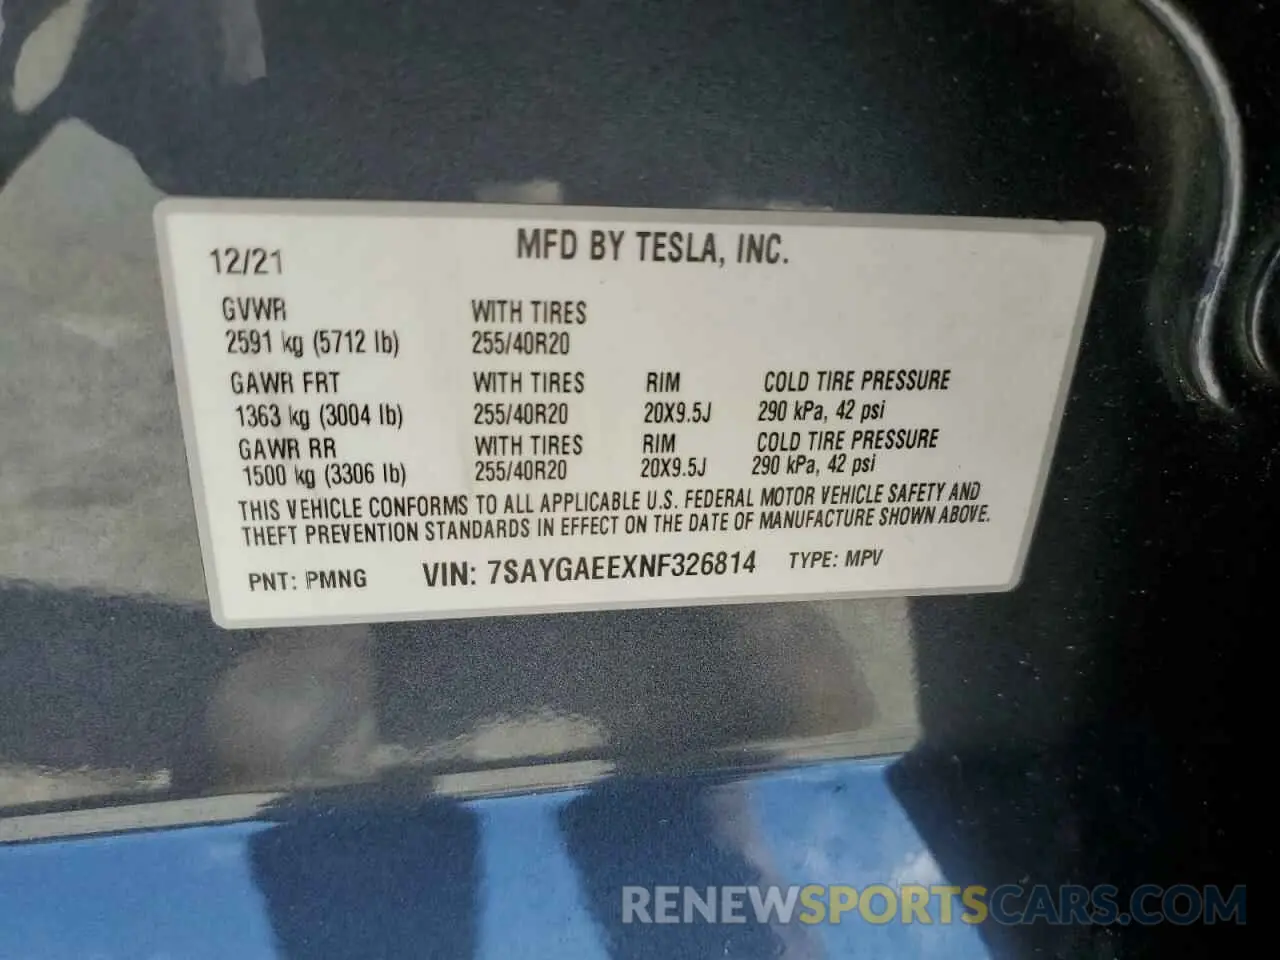 12/21 MFD BY TESLA, INC.
GVWR WITH TIRES
2591 kg (5712 lb) 255/40R20
GAWR FRT WITH TIRES RIM COLD TIRE PRESSURE
1363 kg (3004 lb) 255/40R20 20X9.5J 290 kPa, 42 psi
GAWR RR WITH TIRES RIM COLD TIRE PRESSURE
1500 kg (3306 lb) 255/40R20 20X9.5J 290 kPa, 42 psi
THIS VEHICLE CONFORMS TO ALL APPLICABLE U.S. FEDERAL MOTOR VEHICLE SAFETY AND
THEFT PREVENTION STANDARDS IN EFFECT ON THE DATE OF MANUFACTURE SHOWN ABOVE.
PNT: PMNG VIN: 7SAYGAEEXNF326814 TYPE: MPV
RENEWSPORTSCARS.COM